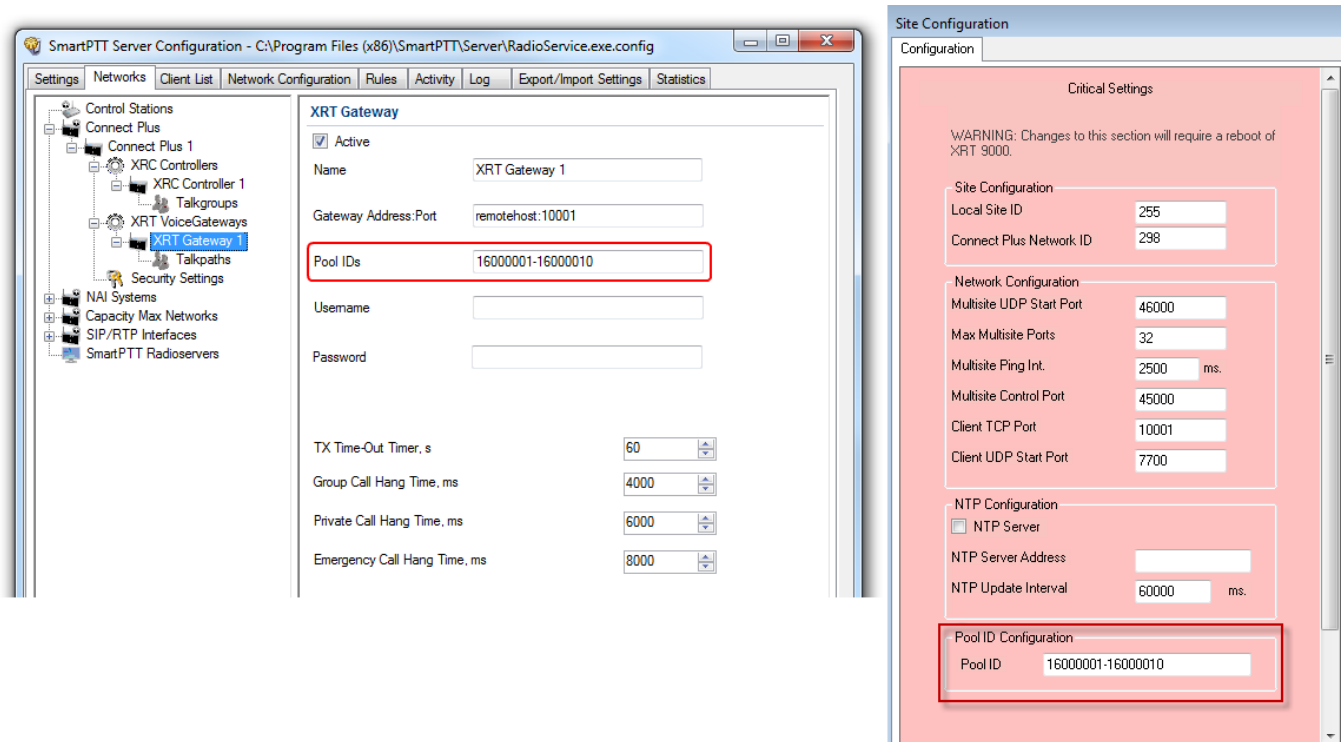 SmartPTT Server Configuration - C:\Program Files (x86)\SmartPTT\Server\RadioService.exe.config
Settings Networks Client List Network Configuration Rules Activity Log Export/Import Settings Statistics
Control Stations
Connect Plus
Connect Plus 1
XRC Controllers
XRC Controller 1
Talkgroups
XRT VoiceGateways
XRT Gateway 1
Talkpaths
Security Settings
NAI Systems
Capacity Max Networks
SIP/RTP Interfaces
SmartPTT Radioservers
XRT Gateway
Active
Name XRT Gateway 1
Gateway Address:Port remotehost:10001
Pool IDs 16000001-16000010
Username
Password
TX Time-Out Timer, s 60
Group Call Hang Time, ms 4000
Private Call Hang Time, ms 6000
Emergency Call Hang Time, ms 8000
Site Configuration
Configuration
Critical Settings
WARNING: Changes to this section will require a reboot of
XRT 9000.
Site Configuration
Local Site ID 255
Connect Plus Network ID 298
Network Configuration
Multisite UDP Start Port 46000
Max Multisite Ports 32
Multisite Ping Int. 2500 ms.
Multisite Control Port 45000
Client TCP Port 10001
Client UDP Start Port 7700
NTP Configuration
NTP Server
NTP Server Address
NTP Update Interval 60000 ms.
Pool ID Configuration
Pool ID 16000001-16000010